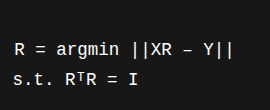 R = argmin ||XR – Y||
s.t. RᵀR = I